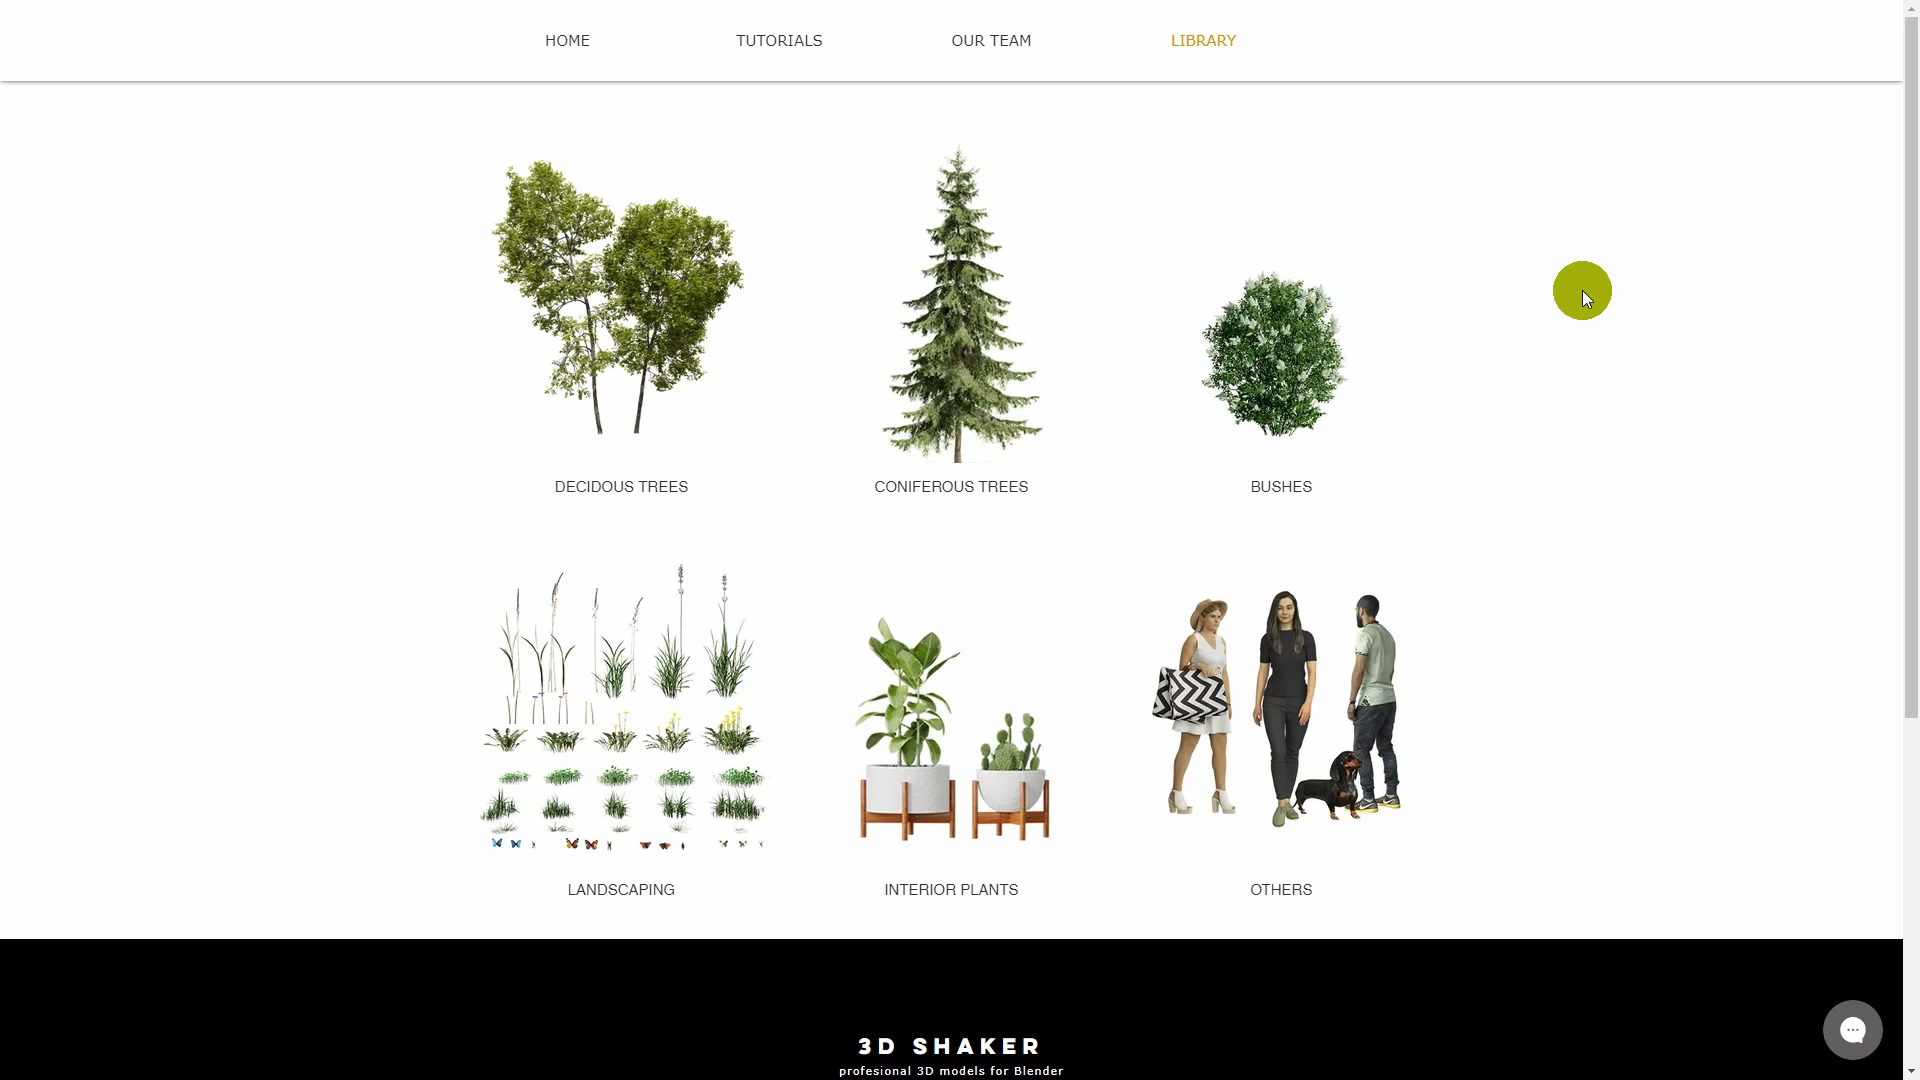 HOME
TUTORIALS
OUR TEAM
LIBRARY
DECIDOUS TREES
CONIFEROUS TREES
BUSHES
LANDSCAPING
INTERIOR PLANTS
OTHERS
3D SHAKER
profesional 3D models for Blender